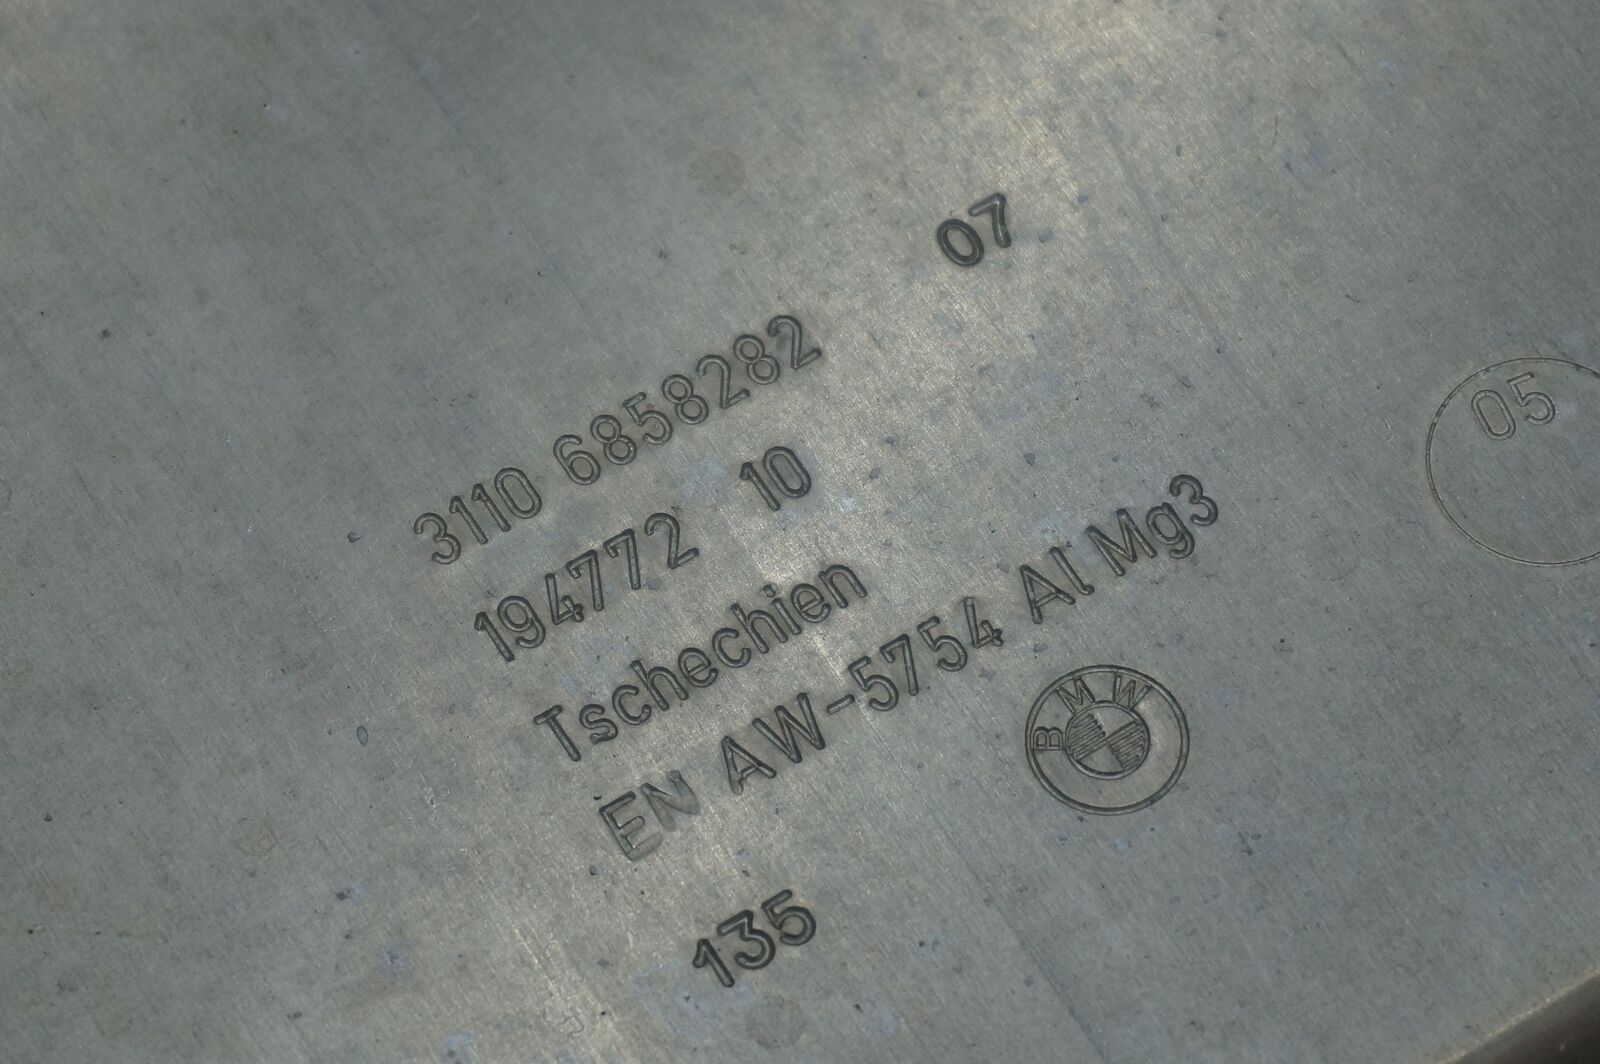 07
3110 6858282
194772 10
Tschechien
EN AW-5754 Al Mg3
BMW
135
05